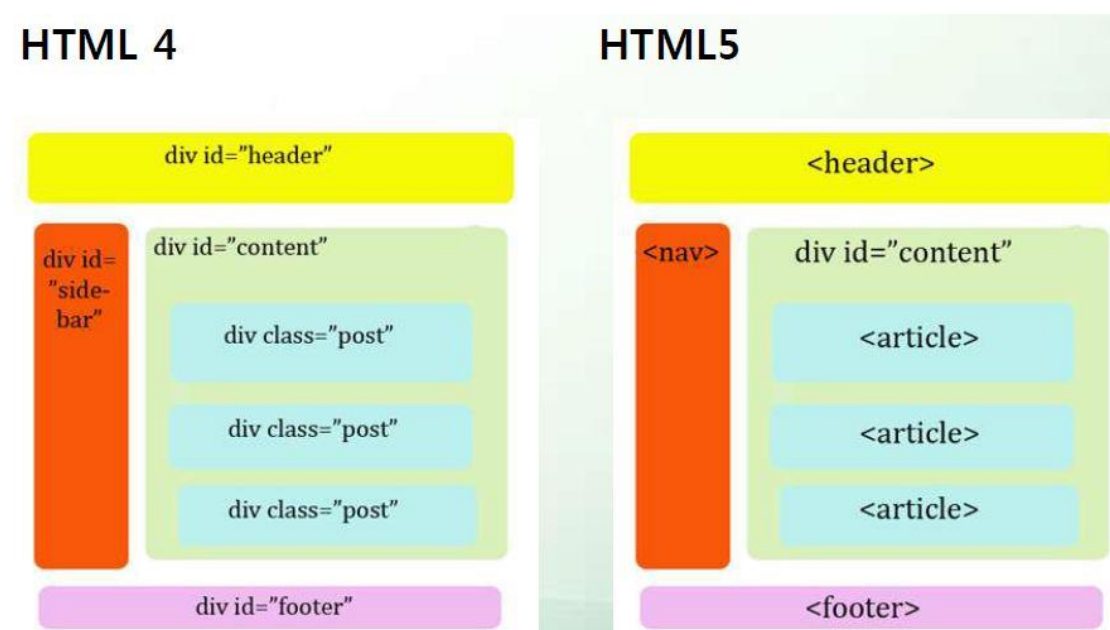 HTML 4
div id=”header”
div id=
”side-
bar”
div id=”content”
div class=”post”
div class=”post”
div class=”post”
div id=”footer”
HTML5
<header>
<nav>
div id=”content”
<article>
<article>
<article>
<footer>